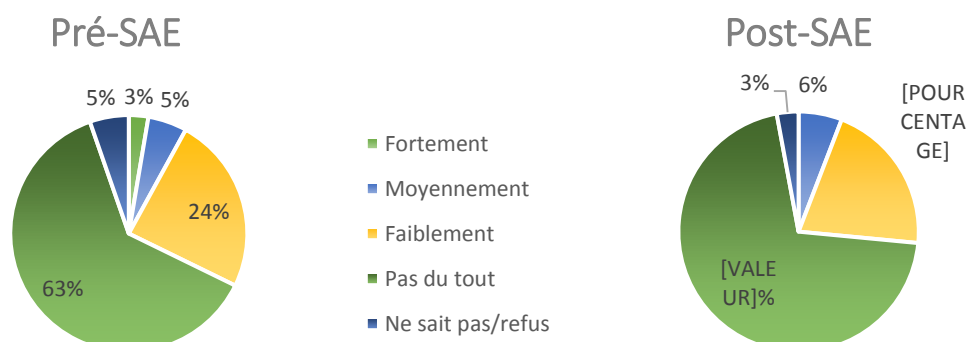 Pré-SAE
5%
3%
5%
24%
63%
Fortement
Moyennement
Faiblement
Pas du tout
Ne sait pas/refus
Post-SAE
3%
6%
[POUR
CENTA
GE]
[VALE
UR]%